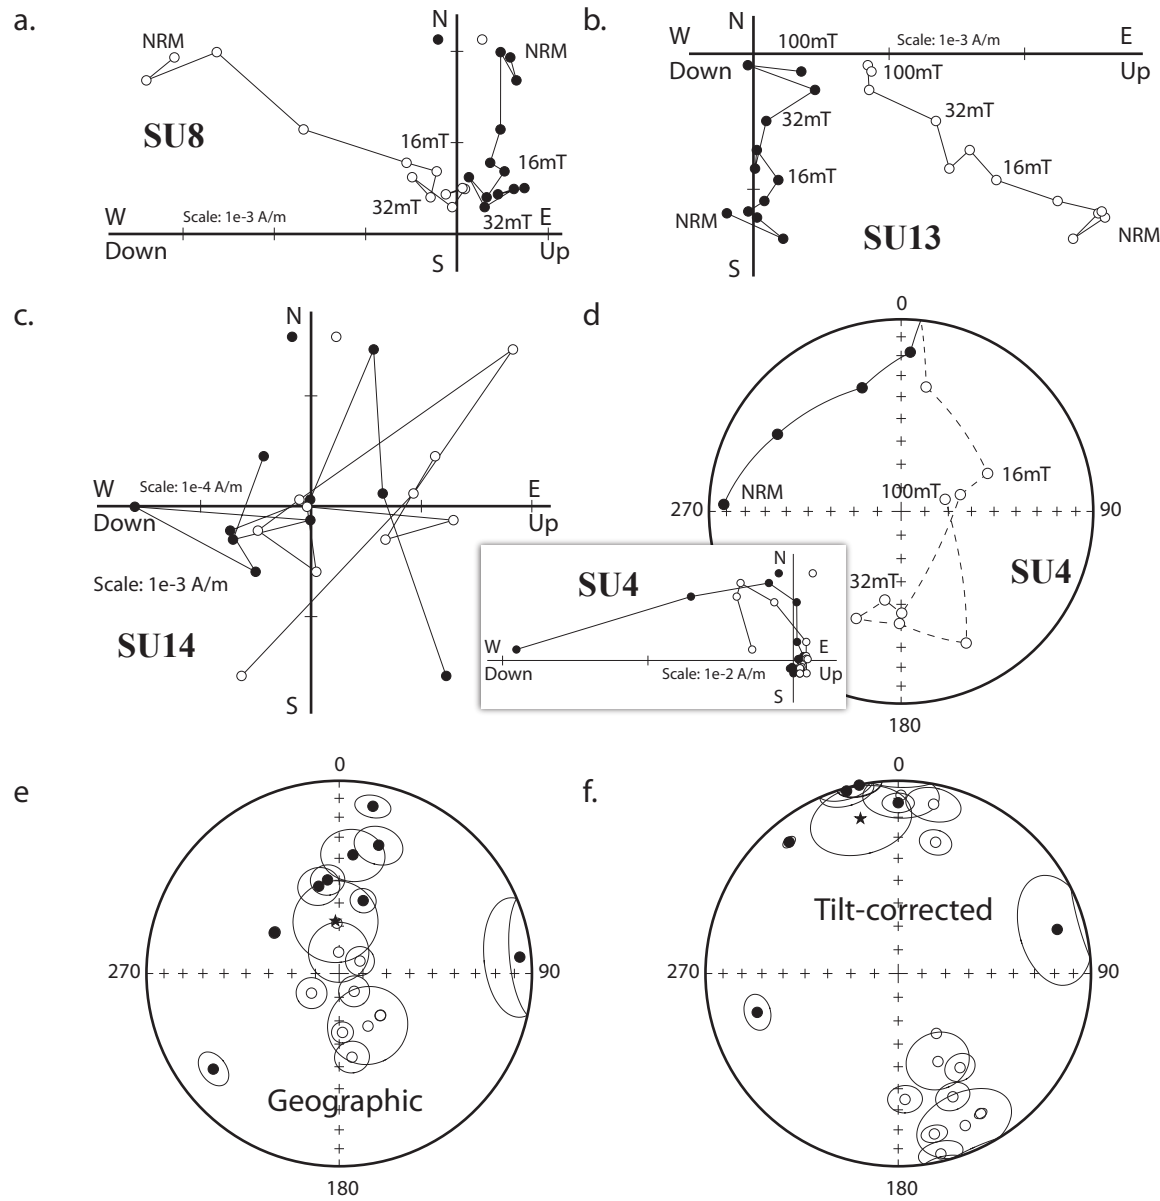 a.
N
NRM
NRM
SU8
16mT
16mT
32mT
32mT
W
Scale: 1e-3 A/m
E
Down
Up
S
b.
N
W
100mT
Scale: 1e-3 A/m
E
Down
100mT
Up
32mT
32mT
16mT
16mT
NRM
SU13
NRM
S
c.
N
W
Scale: 1e-4 A/m
E
Down
Up
Scale: 1e-3 A/m
SU14
S
d
0
16mT
NRM
100mT
270
90
32mT
SU4
180
SU4
N
W
E
Down
Scale: 1e-2 A/m
Up
S
e
0
270
90
Geographic
180
f.
0
Tilt-corrected
270
90
180